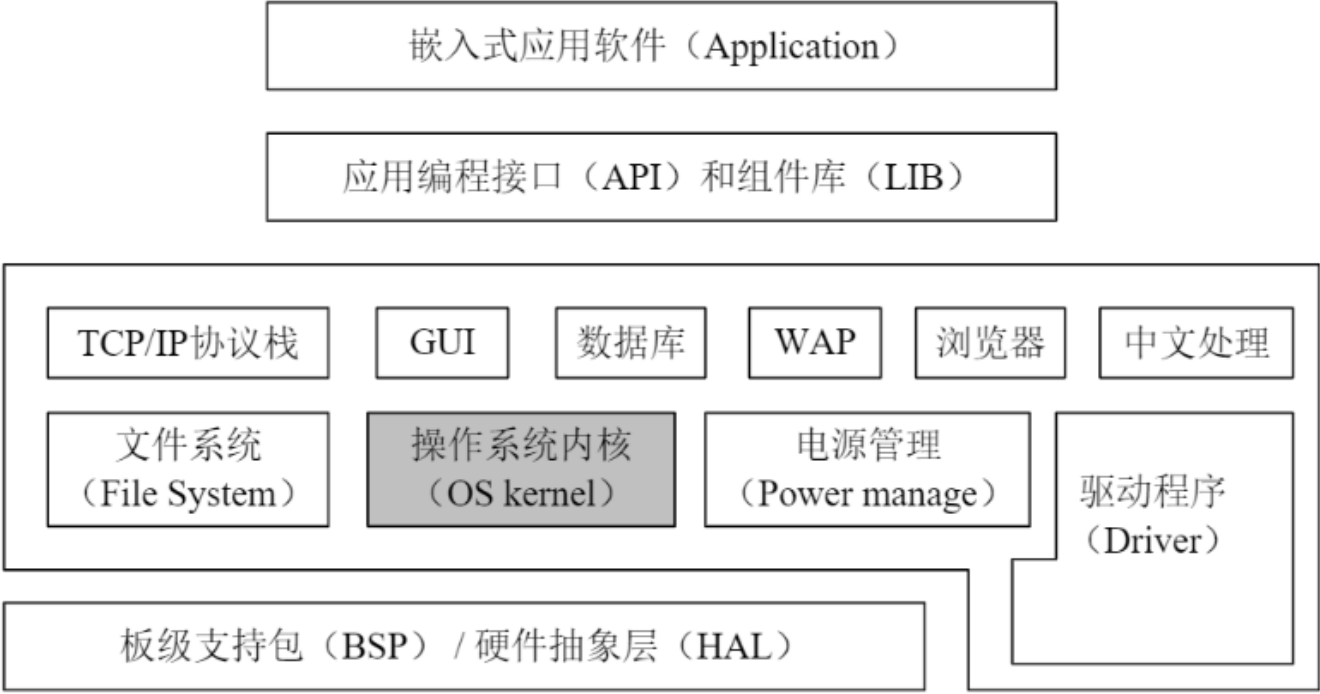 嵌入式应用软件（Application）
应用编程接口（API）和组件库（LIB）
TCP/IP协议栈
GUI
数据库
WAP
浏览器
中文处理
文件系统
（File System）
操作系统内核
（OS kernel）
电源管理
（Power manage）
驱动程序
（Driver）
板级支持包（BSP） / 硬件抽象层（HAL）